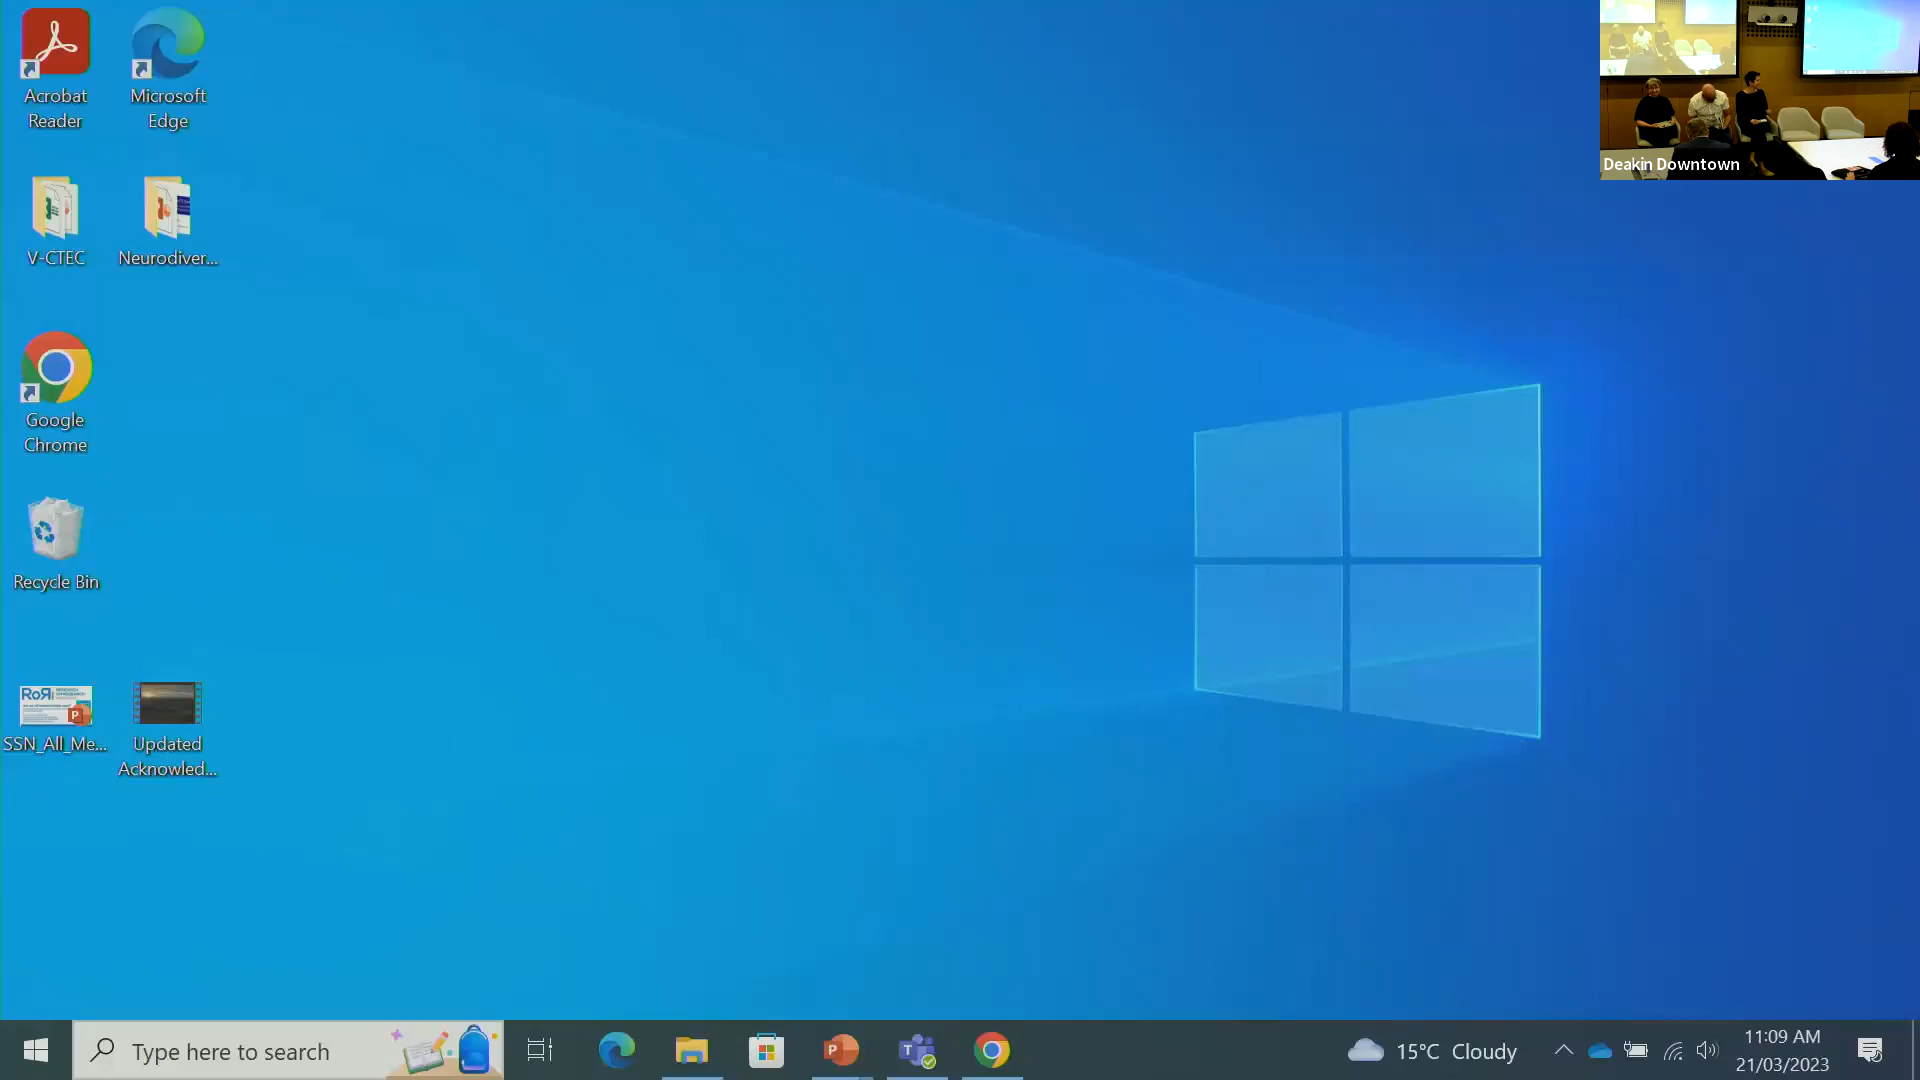 Acrobat
Reader
Microsoft
Edge
V-CTEC
Neurodiver...
Google
Chrome
Recycle Bin
RoRI
SSN_All_Me...
Updated
Acknowled...
Deakin Downtown
Type here to search
15°C Cloudy
11:09 AM
21/03/2023